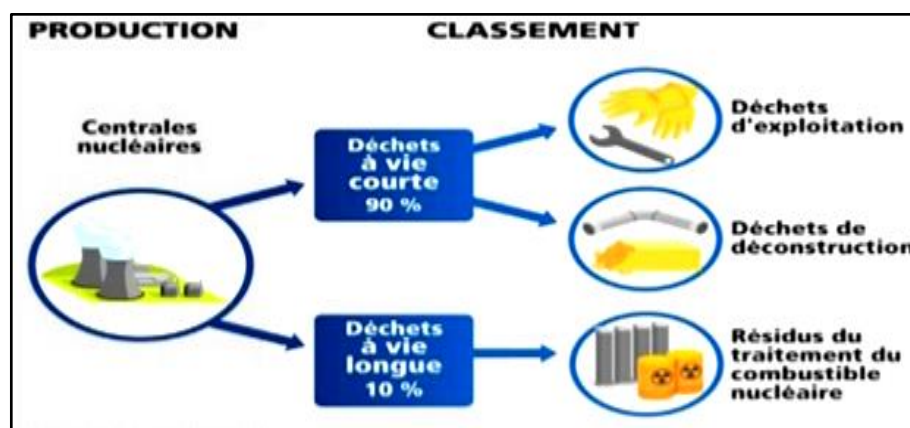 PRODUCTION
CLASSEMENT
Centrales
nucléaires
Déchets
à vie
courte
90 %
Déchets
d'exploitation
Déchets de
déconstruction
Déchets
à vie
longue
10 %
Résidus du
traitement du
combustible
nucléaire